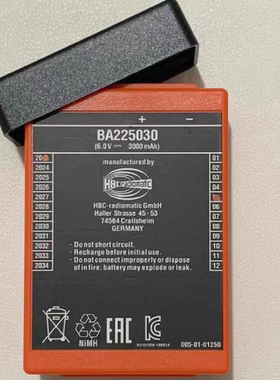 + −
BA225030
(6.0V⎓ 3000 mAh)
manufactured by
HBC
radiomatic
HBC-radiomatic GmbH
Haller Strasse 45 - 53
74564 Crailsheim
GERMANY
- Do not short circuit.
- Recharge before initial use.
- Do not connect improperly or dispose
of in fire; battery may explode or leak.
2024
2025
2026
2027
2028
2029
2030
2031
2032
2033
2034
01
02
03
04
06
07
08
09
10
11
12
NiMH
EAC
005-01-01250